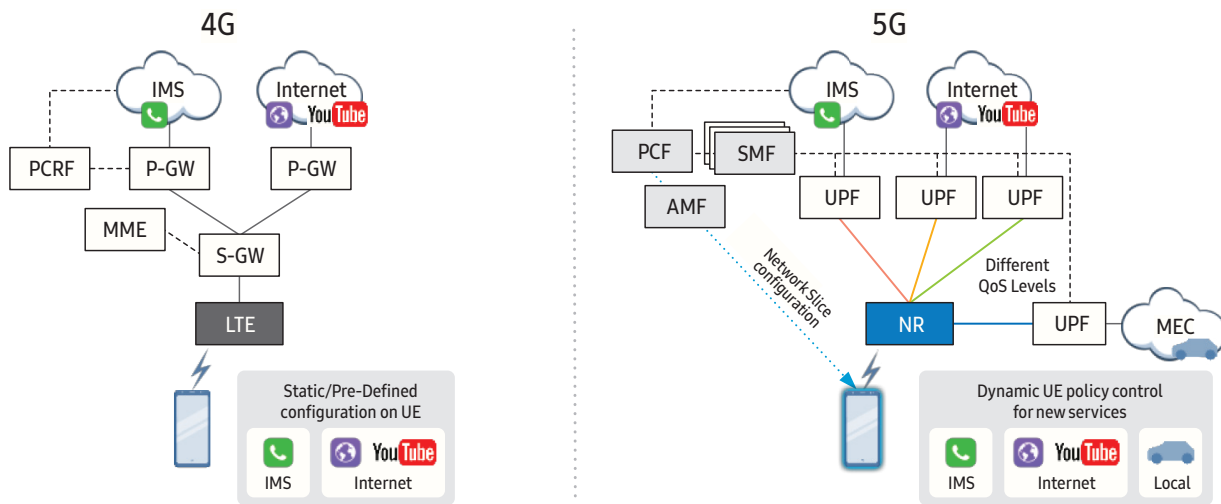 4G
IMS
Internet
YouTube
PCRF
P-GW
P-GW
MME
S-GW
LTE
Static/Pre-Defined
configuration on UE
IMS
YouTube
Internet
5G
IMS
Internet
YouTube
PCF
SMF
AMF
UPF
UPF
UPF
Network Slice
configuration
Different
QoS Levels
NR
UPF
MEC
Dynamic UE policy control
for new services
IMS
YouTube
Internet
Local